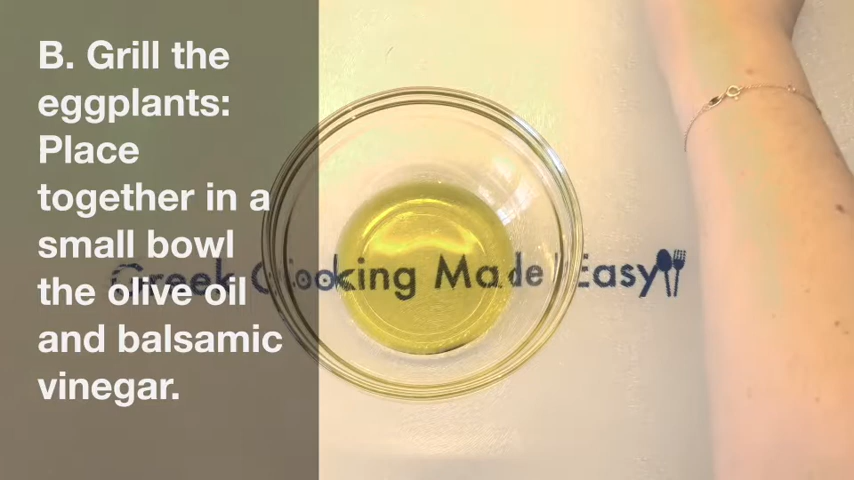 B. Grill the
eggplants:
Place
together in a
small bowl
the olive oil
and balsamic
vinegar.
Greek Cooking Made Easy